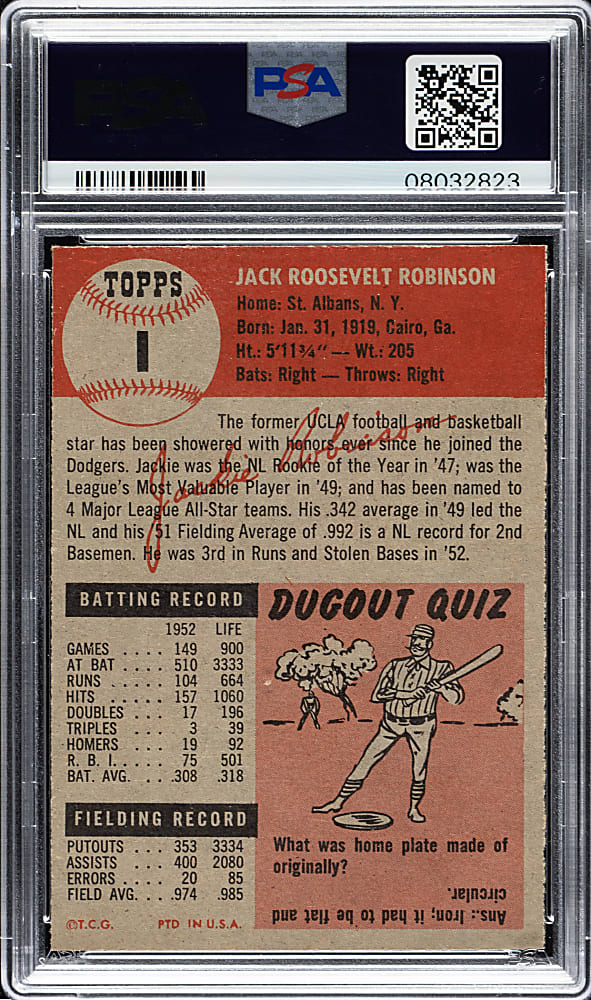 PSA
08032823
TOPPS
1
JACK ROOSEVELT ROBINSON
Home: St. Albans, N. Y.
Born: Jan. 31, 1919, Cairo, Ga.
Ht.: 5'11¾" — Wt.: 205
Bats: Right — Throws: Right
The former UCLA football and basketball
star has been showered with honors ever since he joined the
Dodgers. Jackie was the NL Rookie of the Year in '47; was the
League's Most Valuable Player in '49; and has been named to
4 Major League All-Star teams. His .342 average in '49 led the
NL and his '51 Fielding Average of .992 is a NL record for 2nd
Basemen. He was 3rd in Runs and Stolen Bases in '52.
Jackie Robinson
BATTING RECORD
1952 LIFE
GAMES .... 149 900
AT BAT .... 510 3333
RUNS ..... 104 664
HITS ..... 157 1060
DOUBLES ... 17 196
TRIPLES ... 3 39
HOMERS ... 19 92
R. B. I. .... 75 501
BAT. AVG. ... .308 .318
FIELDING RECORD
PUTOUTS ... 353 3334
ASSISTS ... 400 2080
ERRORS .... 20 85
FIELD AVG. ... .974 .985
©T.C.G. PTD IN U.S.A.
DUGOUT QUIZ
What was home plate made of
originally?
Ans.: Iron; it had to be flat and
circular.